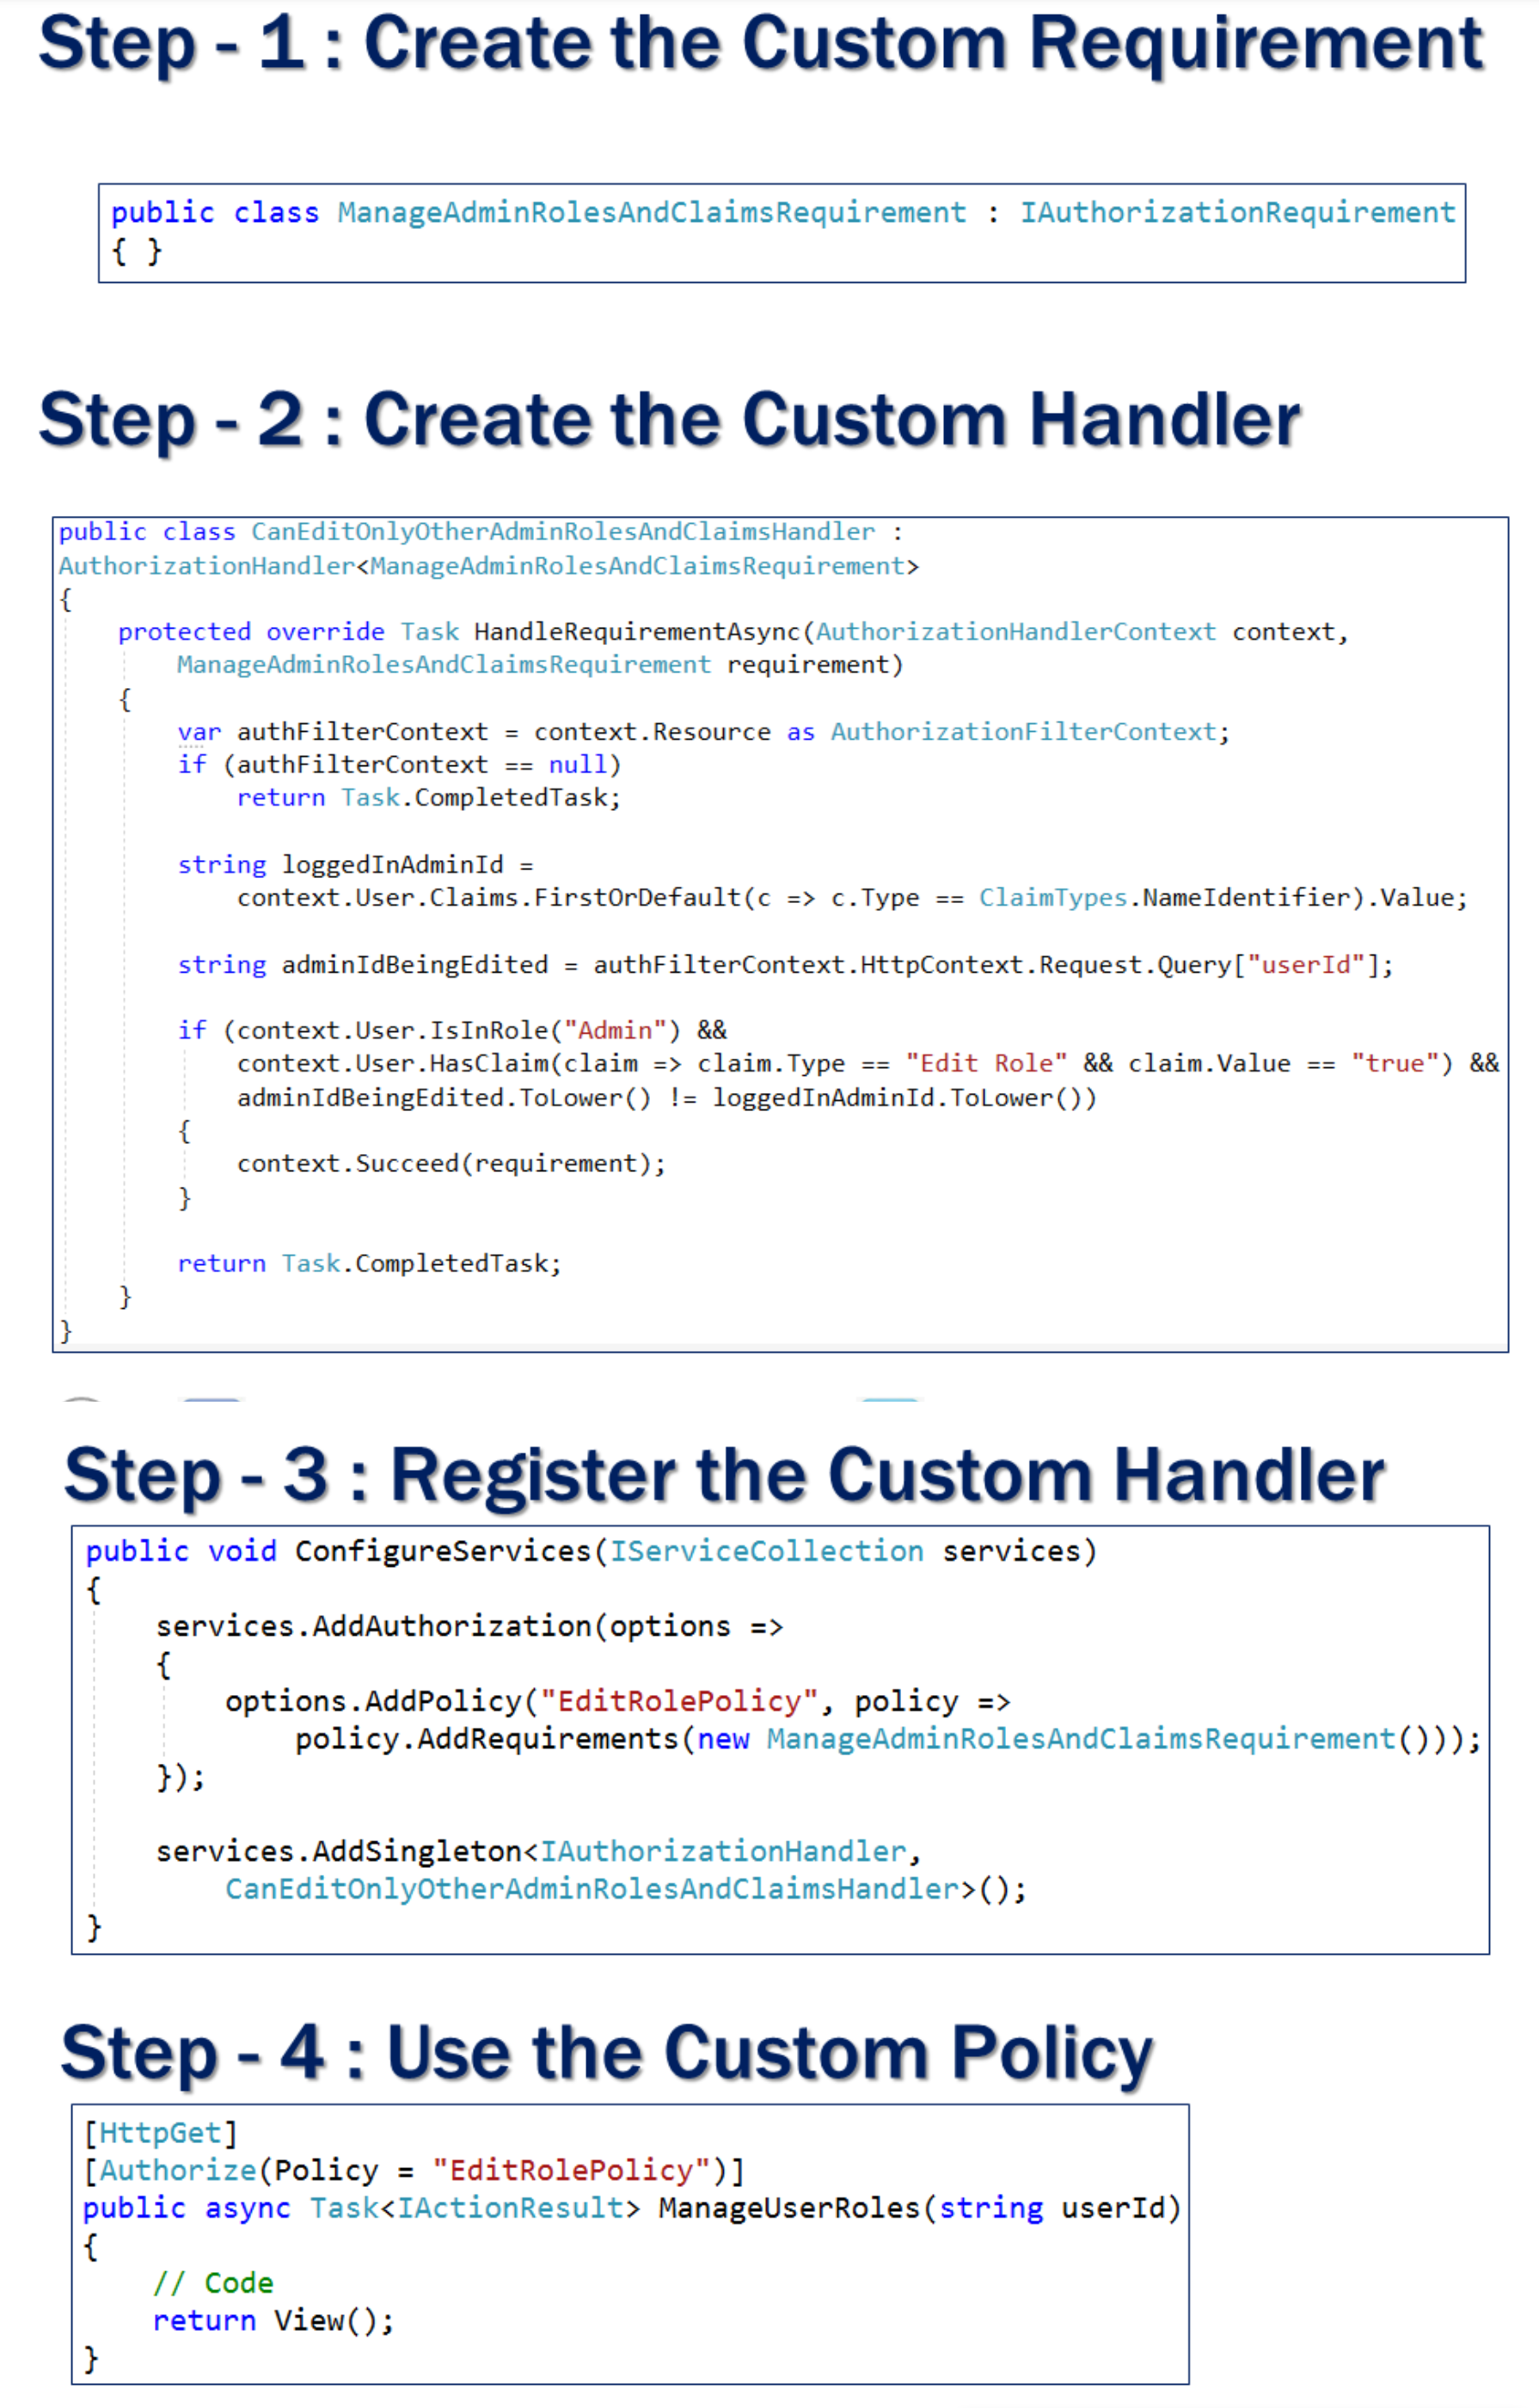 Step - 1 : Create the Custom Requirement
public class ManageAdminRolesAndClaimsRequirement : IAuthorizationRequirement
{ }
Step - 2 : Create the Custom Handler
public class CanEditOnlyOtherAdminRolesAndClaimsHandler :
AuthorizationHandler<ManageAdminRolesAndClaimsRequirement>
{
    protected override Task HandleRequirementAsync(AuthorizationHandlerContext context,
        ManageAdminRolesAndClaimsRequirement requirement)
    {
        var authFilterContext = context.Resource as AuthorizationFilterContext;
        if (authFilterContext == null)
            return Task.CompletedTask;
        string loggedInAdminId =
            context.User.Claims.FirstOrDefault(c => c.Type == ClaimTypes.NameIdentifier).Value;
        string adminIdBeingEdited = authFilterContext.HttpContext.Request.Query["userId"];
        if (context.User.IsInRole("Admin") &&
            context.User.HasClaim(claim => claim.Type == "Edit Role" && claim.Value == "true") &&
            adminIdBeingEdited.ToLower() != loggedInAdminId.ToLower())
        {
            context.Succeed(requirement);
        }
        return Task.CompletedTask;
    }
}
Step - 3 : Register the Custom Handler
public void ConfigureServices(IServiceCollection services)
{
    services.AddAuthorization(options =>
    {
        options.AddPolicy("EditRolePolicy", policy =>
            policy.AddRequirements(new ManageAdminRolesAndClaimsRequirement()));
    });
    services.AddSingleton<IAuthorizationHandler,
        CanEditOnlyOtherAdminRolesAndClaimsHandler>();
}
Step - 4 : Use the Custom Policy
[HttpGet]
[Authorize(Policy = "EditRolePolicy")]
public async Task<IActionResult> ManageUserRoles(string userId)
{
    // Code
    return View();
}